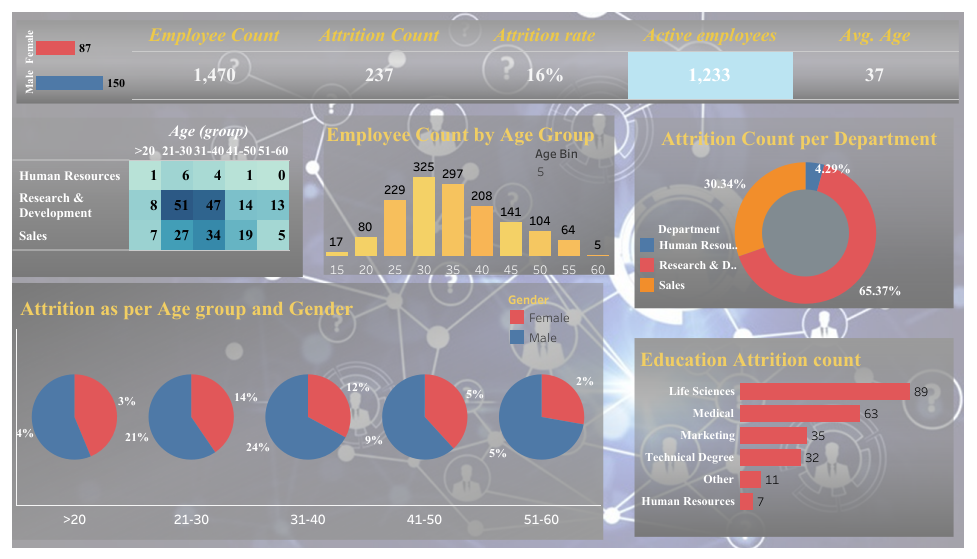 Female
87
Male
150
Employee Count
Attrition Count
Attrition rate
Active employees
Avg. Age
1,470
237
16%
1,233
37
Age (group)
>20 21-30 31-40 41-50 51-60
Human Resources 1 6 4 1 0
Research & Development 8 51 47 14 13
Sales 7 27 34 19 5
Employee Count by Age Group
Age Bin
5
17 80 229 325 297 208 141 104 64 5
15 20 25 30 35 40 45 50 55 60
Attrition Count per Department
4.29%
30.34%
65.37%
Department
Human Resou..
Research & D..
Sales
Attrition as per Age group and Gender
Gender
Female
Male
3%
4%
14%
21%
12%
24%
5%
9%
2%
5%
>20 21-30 31-40 41-50 51-60
Education Attrition count
Life Sciences 89
Medical 63
Marketing 35
Technical Degree 32
Other 11
Human Resources 7